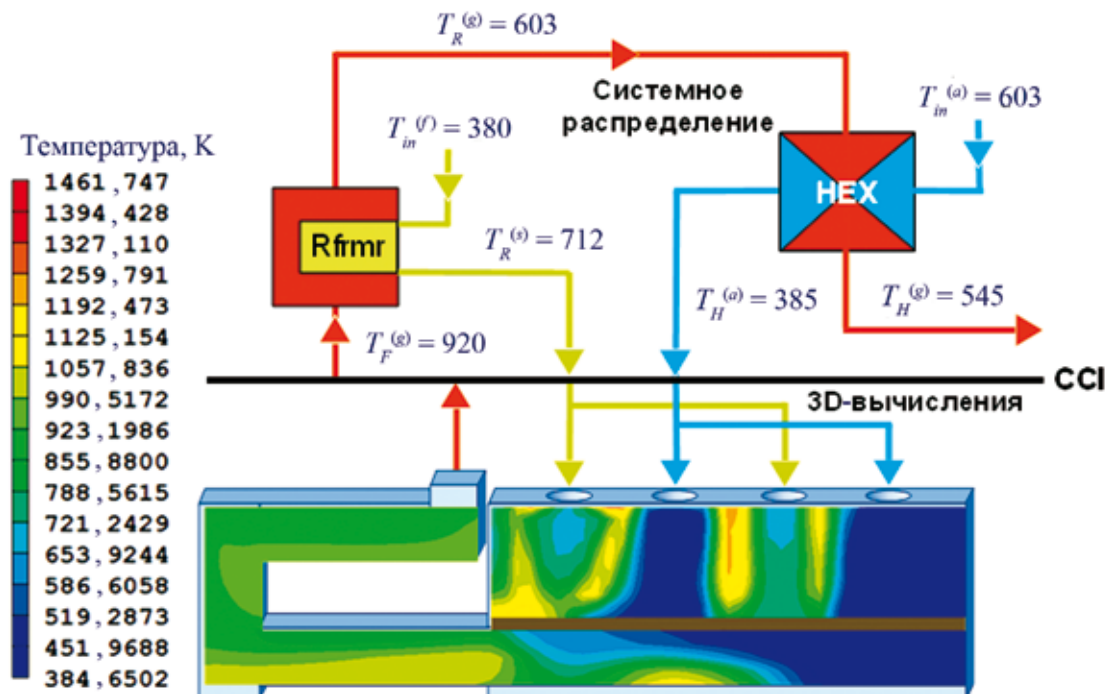 T_R^(g) = 603
Системное
распределение
T_in^(a) = 603
T_in^(f) = 380
Температура, K
1461,747
1394,428
1327,110
1259,791
1192,473
1125,154
1057,836
990,5172
923,1986
855,8800
788,5615
721,2429
653,9244
586,6058
519,2873
451,9688
384,6502
HEX
Rfrmr
T_R^(s) = 712
T_H^(a) = 385
T_H^(g) = 545
T_F^(g) = 920
CCI
3D-вычисления